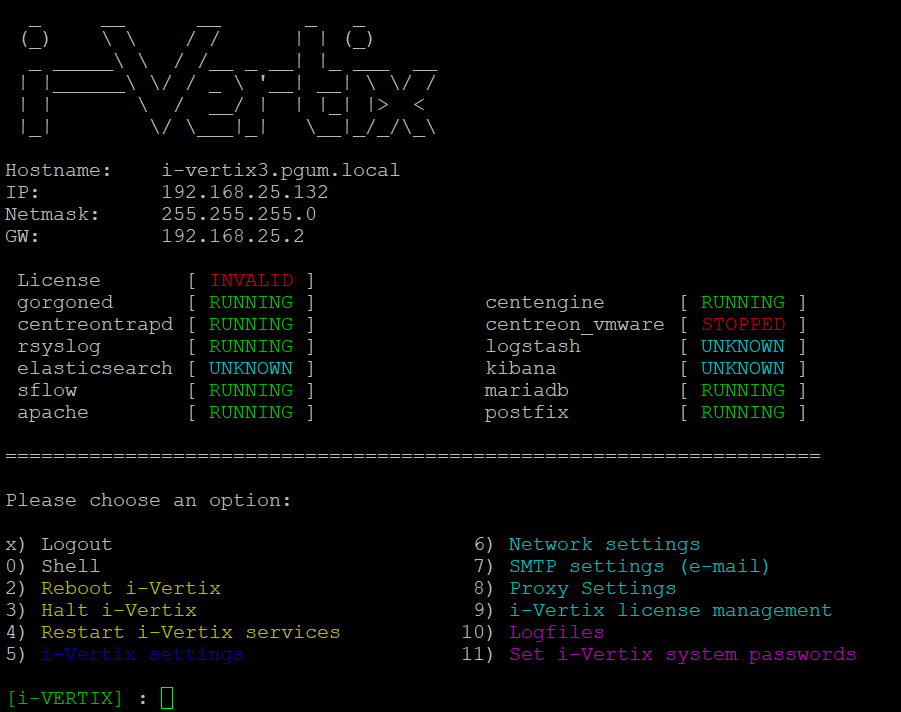 i-Vertix
Hostname: i-vertix3.pgum.local
IP: 192.168.25.132
Netmask: 255.255.255.0
GW: 192.168.25.2
License [ INVALID ]
gorgoned [ RUNNING ] centengine [ RUNNING ]
centreontrapd [ RUNNING ] centreon_vmware [ STOPPED ]
rsyslog [ RUNNING ] logstash [ UNKNOWN ]
elasticsearch [ UNKNOWN ] kibana [ UNKNOWN ]
sflow [ RUNNING ] mariadb [ RUNNING ]
apache [ RUNNING ] postfix [ RUNNING ]
====================================================================
Please choose an option:
x) Logout 6) Network settings
0) Shell 7) SMTP settings (e-mail)
2) Reboot i-Vertix 8) Proxy Settings
3) Halt i-Vertix 9) i-Vertix license management
4) Restart i-Vertix services 10) Logfiles
5) i-Vertix settings 11) Set i-Vertix system passwords
[i-VERTIX] :